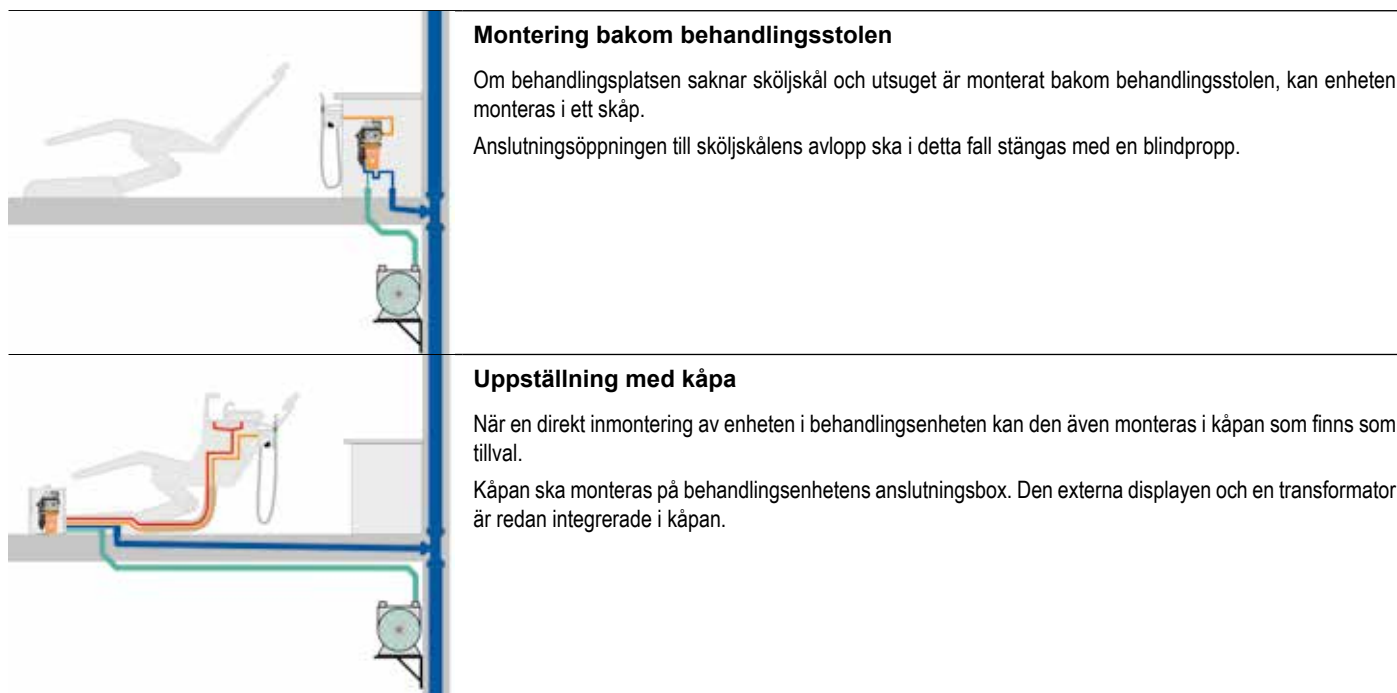 Montering bakom behandlingsstolen
Om behandlingsplatsen saknar sköljskål och utsuget är monterat bakom behandlingsstolen, kan enheten
monteras i ett skåp.
Anslutningsöppningen till sköljskålens avlopp ska i detta fall stängas med en blindpropp.
Uppställning med kåpa
När en direkt inmontering av enheten i behandlingsenheten kan den även monteras i kåpan som finns som
tillval.
Kåpan ska monteras på behandlingsenhetens anslutningsbox. Den externa displayen och en transformator
är redan integrerade i kåpan.